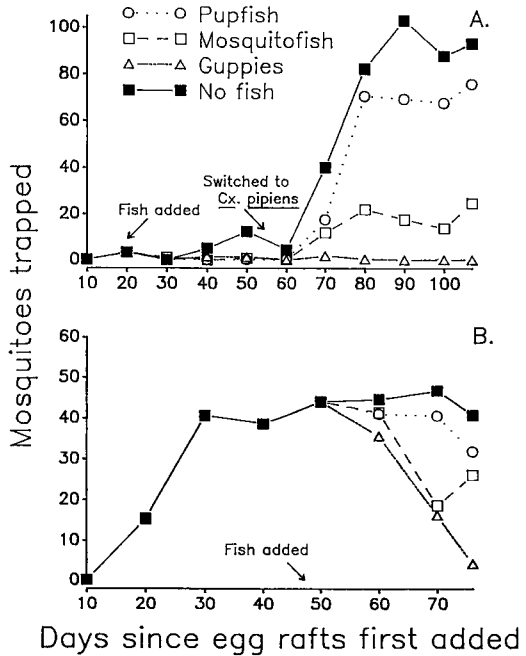 A.
Pupfish
Mosquitofish
Guppies
No fish
100
80
60
40
20
0
Fish added
Switched to
Cx. pipiens
10 20 30 40 50 60 70 80 90 100
Mosquitoes trapped
B.
60
50
40
30
20
10
0
Fish added
10 20 30 40 50 60 70
Days since egg rafts first added